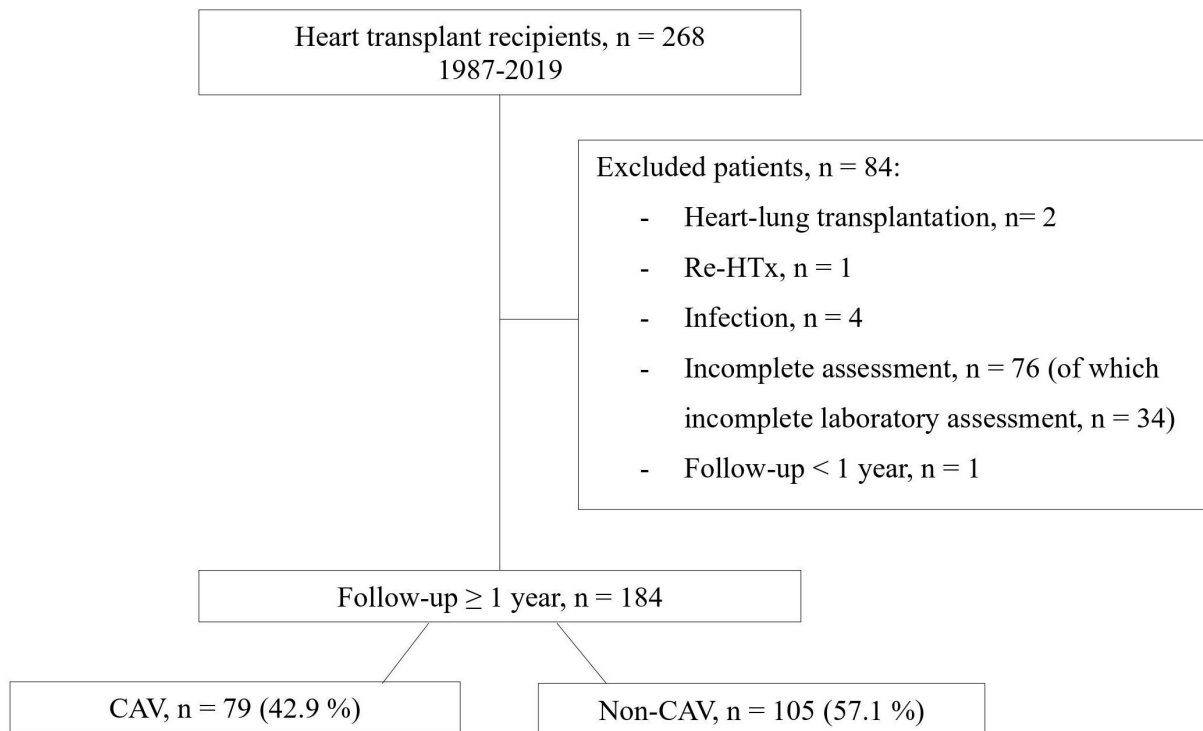 Heart transplant recipients, n = 268
1987-2019
Excluded patients, n = 84:
- Heart-lung transplantation, n= 2
- Re-HTx, n = 1
- Infection, n = 4
- Incomplete assessment, n = 76 (of which
incomplete laboratory assessment, n = 34)
- Follow-up < 1 year, n = 1
Follow-up ≥ 1 year, n = 184
CAV, n = 79 (42.9 %)
Non-CAV, n = 105 (57.1 %)